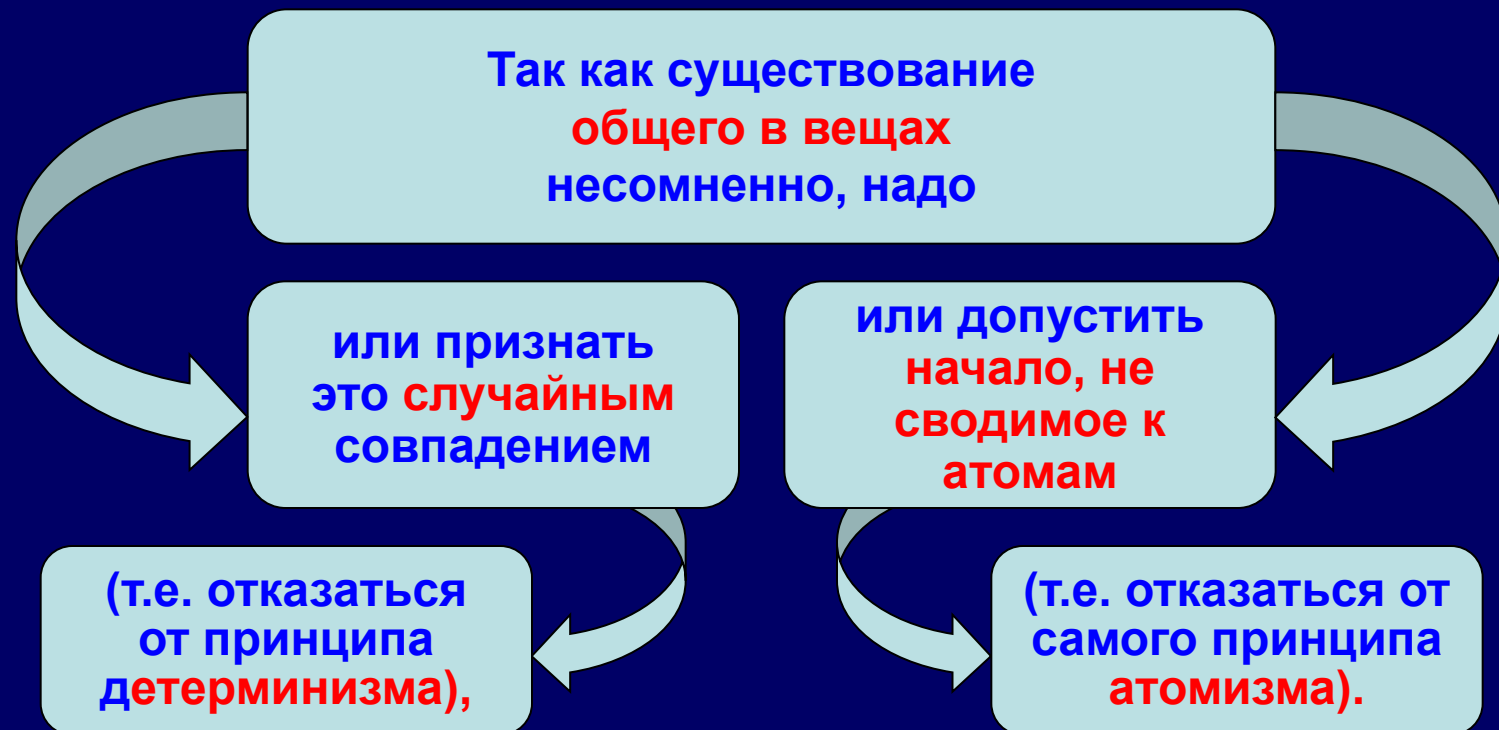 Так как существование
общего в вещах
несомненно, надо
или признать
это случайным
совпадением
или допустить
начало, не
сводимое к
атомам
(т.е. отказаться
от принципа
детерминизма),
(т.е. отказаться от
самого принципа
атомизма).